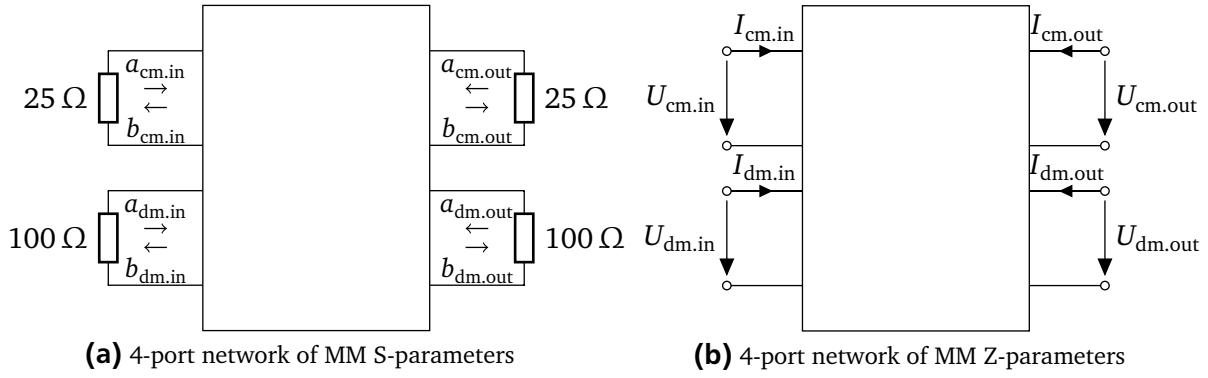 a_cm.in
25 Ω
b_cm.in
a_cm.out
25 Ω
b_cm.out
a_dm.in
100 Ω
b_dm.in
a_dm.out
100 Ω
b_dm.out
(a) 4-port network of MM S-parameters
I_cm.in
U_cm.in
I_cm.out
U_cm.out
I_dm.in
U_dm.in
I_dm.out
U_dm.out
(b) 4-port network of MM Z-parameters